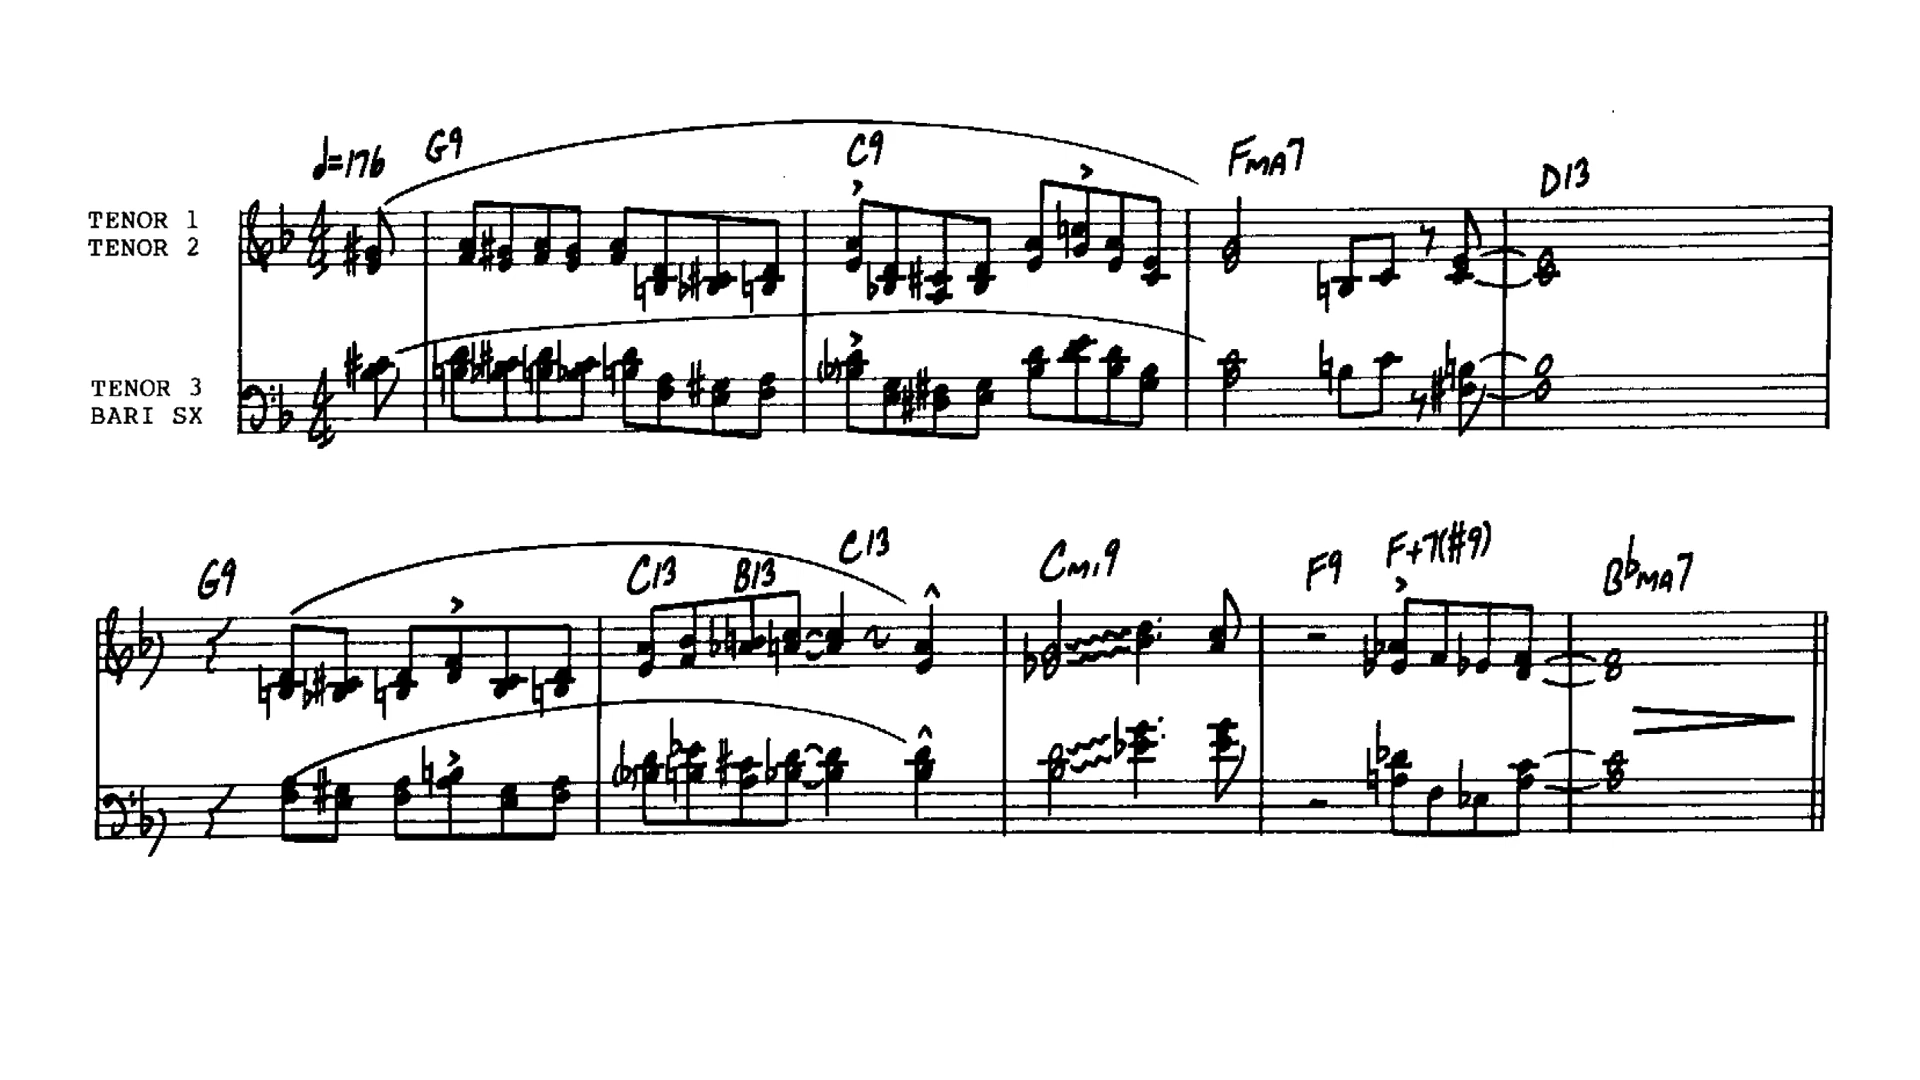 ♩=176 G9 C9 FMA7 D13
TENOR 1
TENOR 2
TENOR 3
BARI SX
G9 C13 B13 C13 Cmi9 F9 F+7(#9) BbMA7